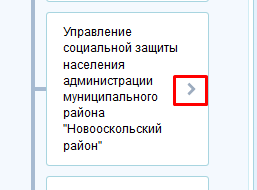 Управление
социальной защиты
населения
администрации
муниципального
района
"Новооскольский
район"